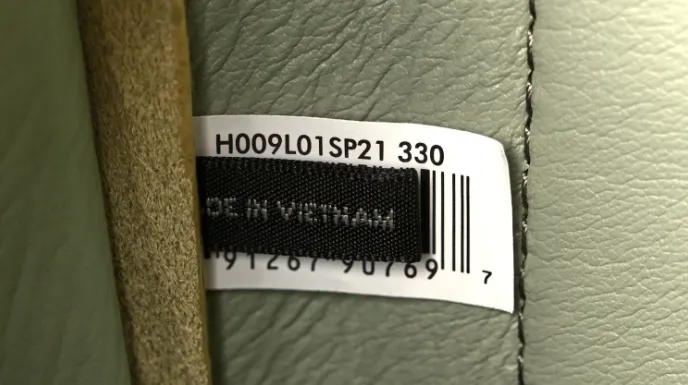 H009L01SP21 330
DE IN VIETNAM
91267 90769 7